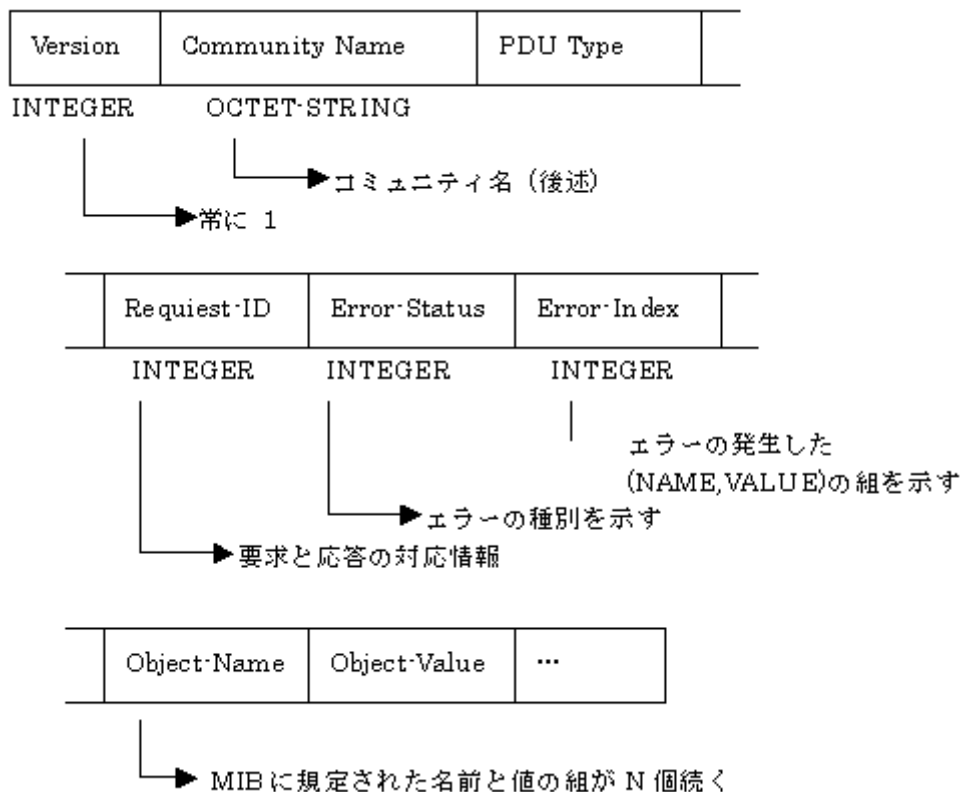 Version Community Name PDU Type
INTEGER OCTET-STRING
コミュニティ名 (後述)
常に 1
Requiest-ID Error-Status Error-Index
INTEGER INTEGER INTEGER
エラーの発生した
(NAME,VALUE)の組を示す
エラーの種別を示す
要求と応答の対応情報
Object-Name Object-Value …
MIBに規定された名前と値の組が N 個続く